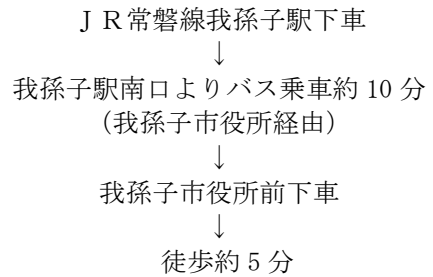 ＪＲ常磐線我孫子駅下車
↓
我孫子駅南口よりバス乗車約 10 分
（我孫子市役所経由）
↓
我孫子市役所前下車
↓
徒歩約 5 分